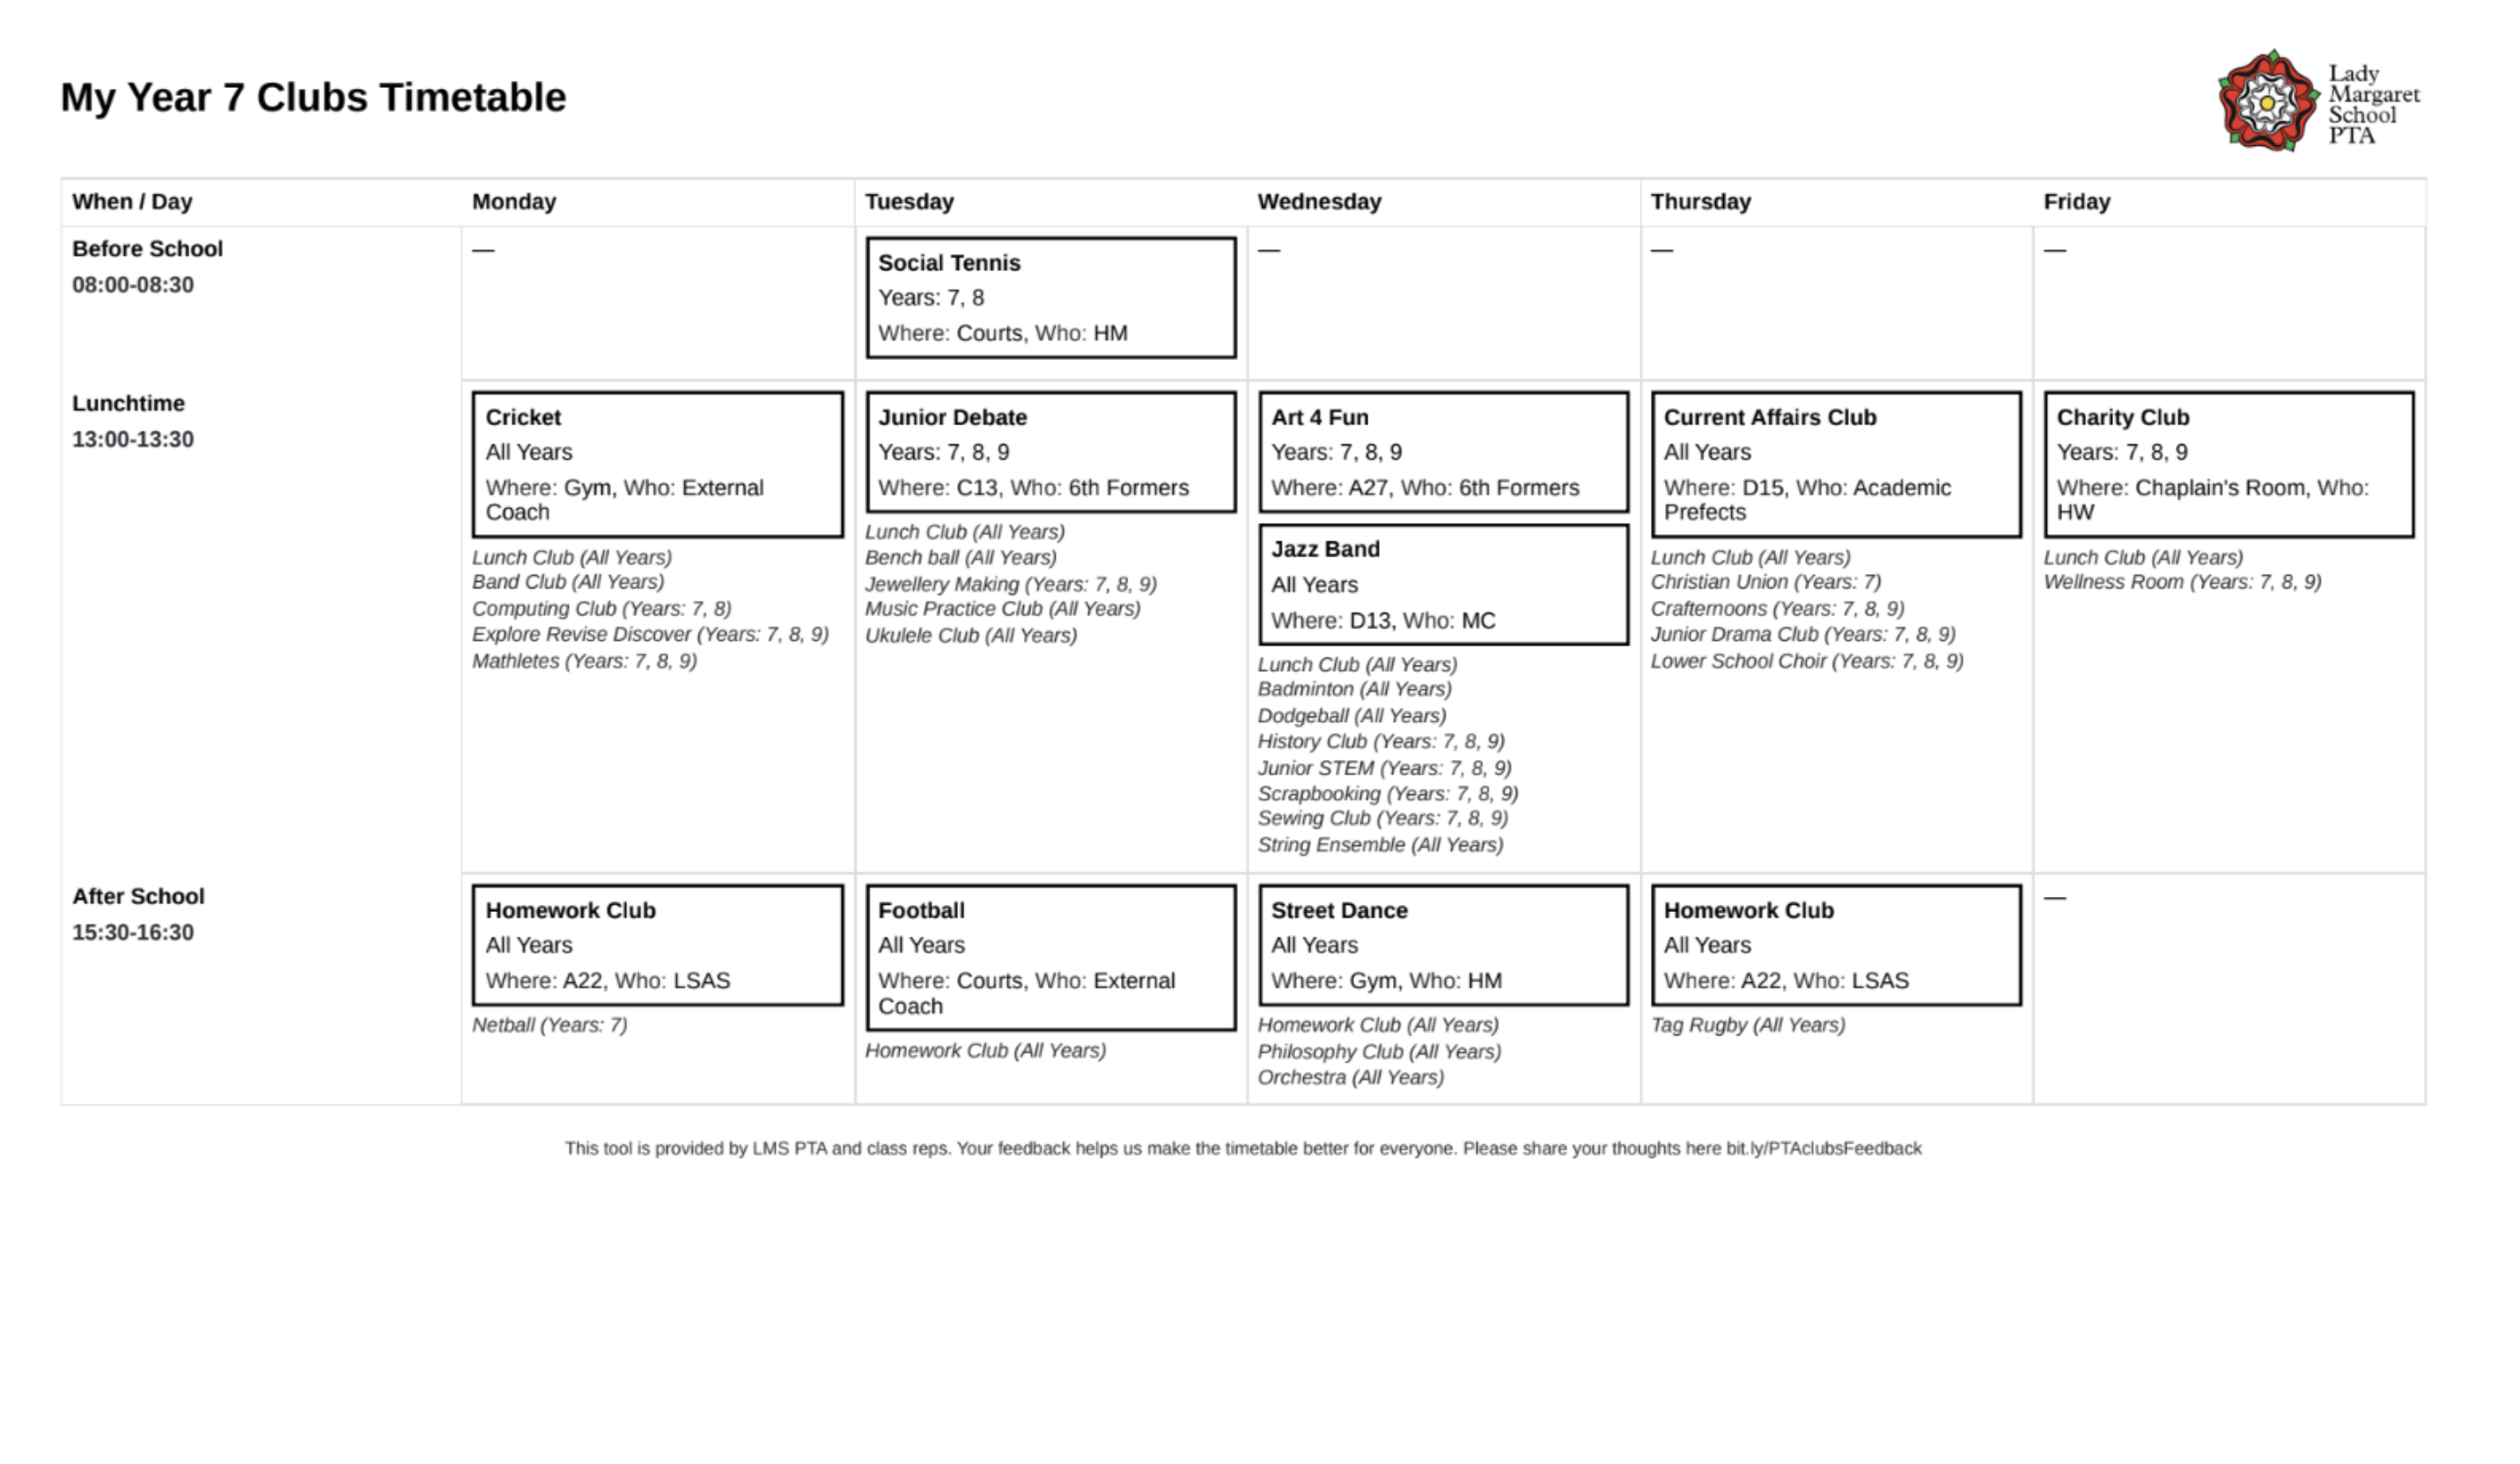 My Year 7 Clubs Timetable
Lady
Margaret
School
PTA
When / Day
Monday
Tuesday
Wednesday
Thursday
Friday
Before School
08:00-08:30
—
Social Tennis
Years: 7, 8
Where: Courts, Who: HM
—
—
—
Lunchtime
13:00-13:30
Cricket
All Years
Where: Gym, Who: External
Coach
Lunch Club (All Years)
Band Club (All Years)
Computing Club (Years: 7, 8)
Explore Revise Discover (Years: 7, 8, 9)
Mathletes (Years: 7, 8, 9)
Junior Debate
Years: 7, 8, 9
Where: C13, Who: 6th Formers
Lunch Club (All Years)
Bench ball (All Years)
Jewellery Making (Years: 7, 8, 9)
Music Practice Club (All Years)
Ukulele Club (All Years)
Art 4 Fun
Years: 7, 8, 9
Where: A27, Who: 6th Formers
Jazz Band
All Years
Where: D13, Who: MC
Lunch Club (All Years)
Badminton (All Years)
Dodgeball (All Years)
History Club (Years: 7, 8, 9)
Junior STEM (Years: 7, 8, 9)
Scrapbooking (Years: 7, 8, 9)
Sewing Club (Years: 7, 8, 9)
String Ensemble (All Years)
Current Affairs Club
All Years
Where: D15, Who: Academic
Prefects
Lunch Club (All Years)
Christian Union (Years: 7)
Crafternoons (Years: 7, 8, 9)
Junior Drama Club (Years: 7, 8, 9)
Lower School Choir (Years: 7, 8, 9)
Charity Club
Years: 7, 8, 9
Where: Chaplain's Room, Who:
HW
Lunch Club (All Years)
Wellness Room (Years: 7, 8, 9)
After School
15:30-16:30
Homework Club
All Years
Where: A22, Who: LSAS
Netball (Years: 7)
Football
All Years
Where: Courts, Who: External
Coach
Homework Club (All Years)
Street Dance
All Years
Where: Gym, Who: HM
Homework Club (All Years)
Philosophy Club (All Years)
Orchestra (All Years)
Homework Club
All Years
Where: A22, Who: LSAS
Tag Rugby (All Years)
—
This tool is provided by LMS PTA and class reps. Your feedback helps us make the timetable better for everyone. Please share your thoughts here bit.ly/PTAclubsFeedback